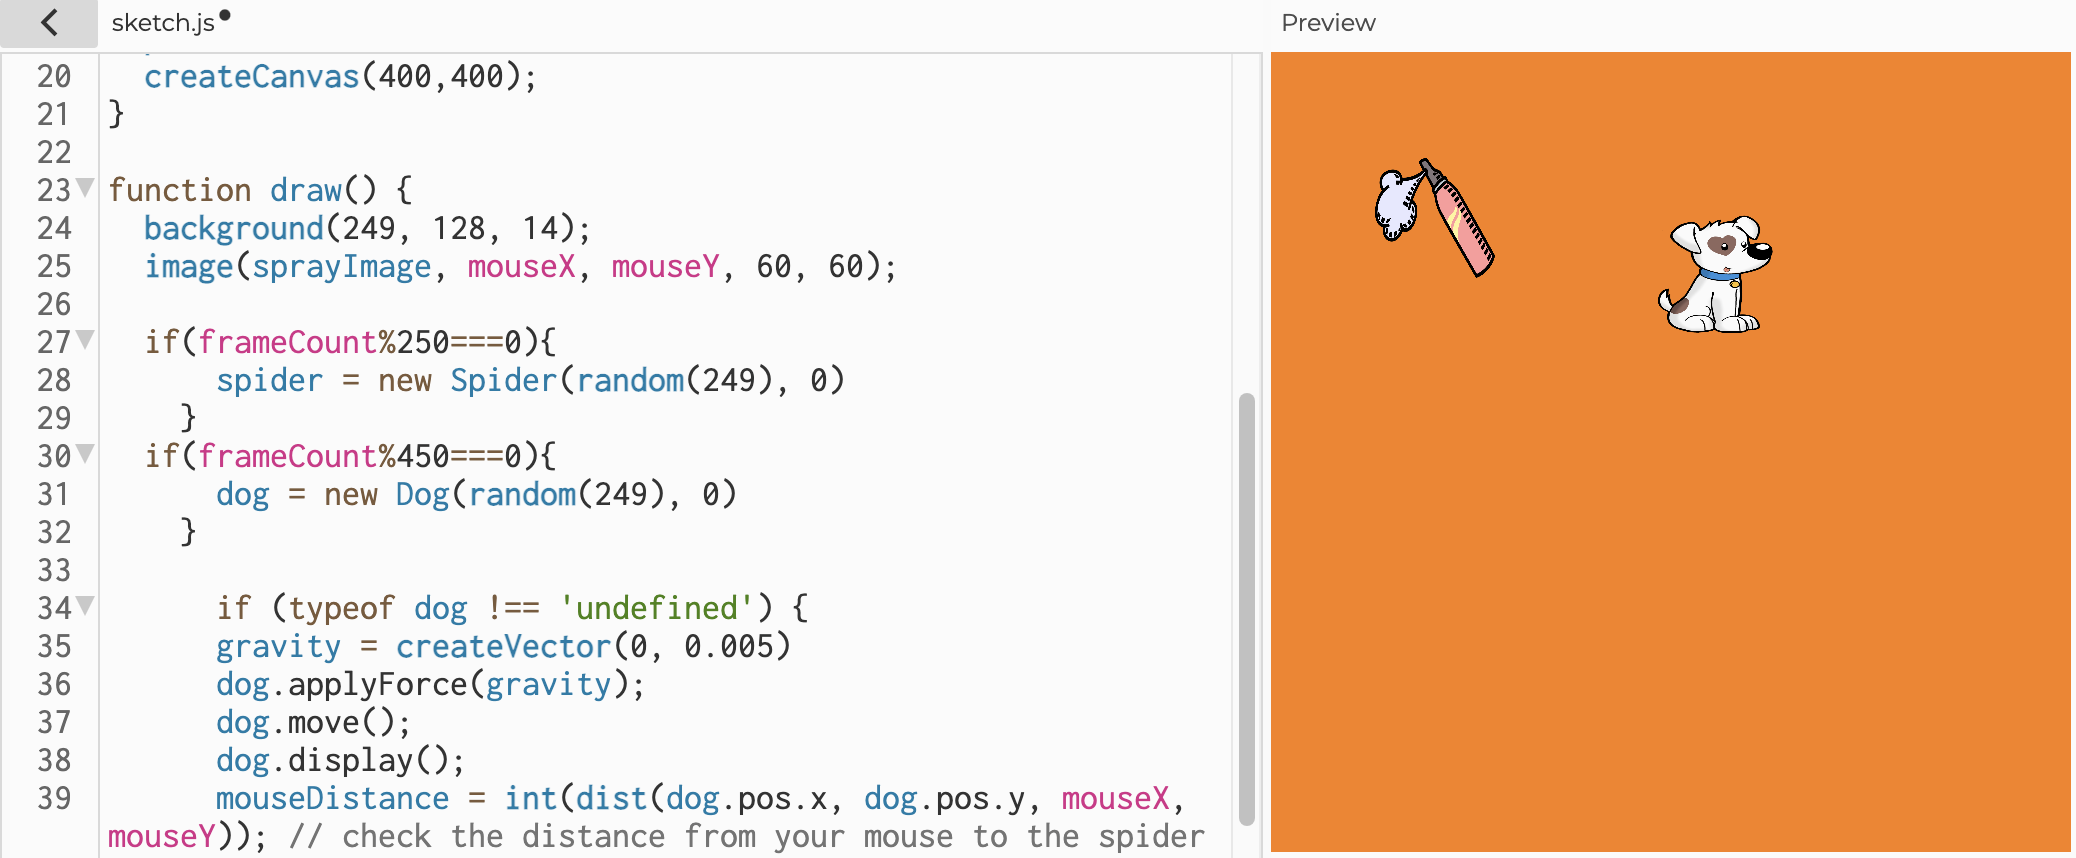 sketch.js
Preview
20 createCanvas(400,400);
21 }
22
23 function draw() {
24 background(249, 128, 14);
25 image(sprayImage, mouseX, mouseY, 60, 60);
26
27 if(frameCount%250===0){
28 spider = new Spider(random(249), 0)
29 }
30 if(frameCount%450===0){
31 dog = new Dog(random(249), 0)
32 }
33
34 if (typeof dog !== 'undefined') {
35 gravity = createVector(0, 0.005)
36 dog.applyForce(gravity);
37 dog.move();
38 dog.display();
39 mouseDistance = int(dist(dog.pos.x, dog.pos.y, mouseX,
mouseY)); // check the distance from your mouse to the spider